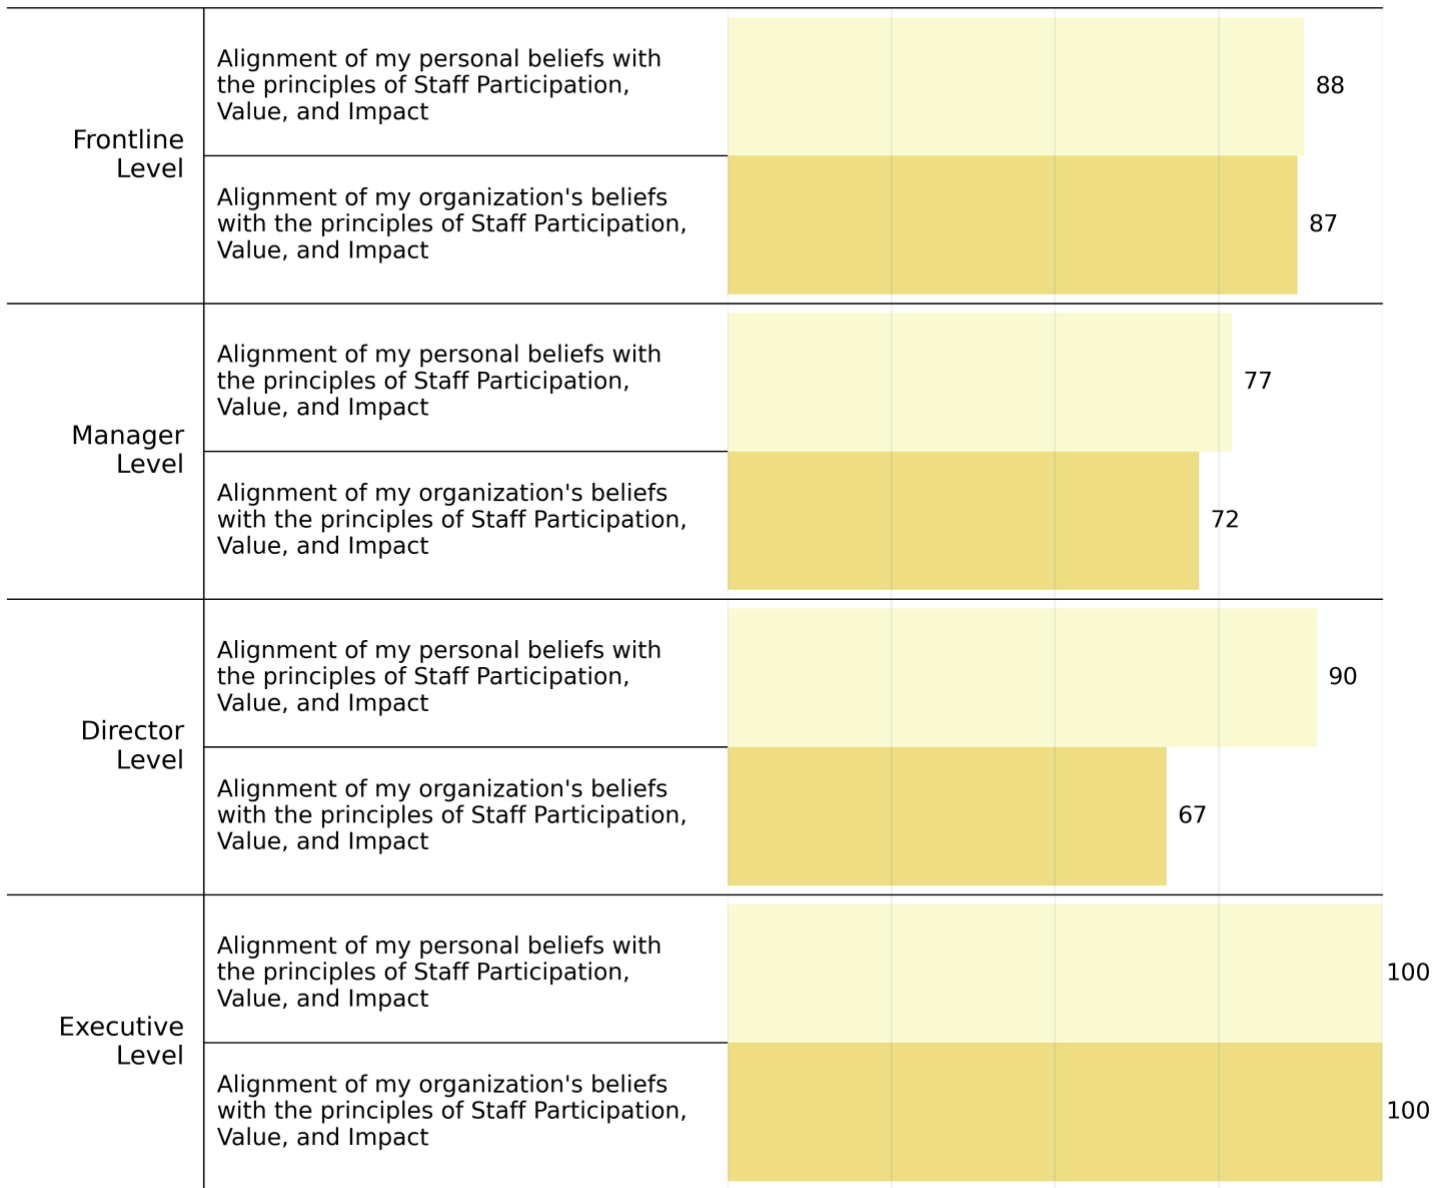 Frontline
Level
Alignment of my personal beliefs with
the principles of Staff Participation,
Value, and Impact
88
Alignment of my organization's beliefs
with the principles of Staff Participation,
Value, and Impact
87
Manager
Level
Alignment of my personal beliefs with
the principles of Staff Participation,
Value, and Impact
77
Alignment of my organization's beliefs
with the principles of Staff Participation,
Value, and Impact
72
Director
Level
Alignment of my personal beliefs with
the principles of Staff Participation,
Value, and Impact
90
Alignment of my organization's beliefs
with the principles of Staff Participation,
Value, and Impact
67
Executive
Level
Alignment of my personal beliefs with
the principles of Staff Participation,
Value, and Impact
100
Alignment of my organization's beliefs
with the principles of Staff Participation,
Value, and Impact
100